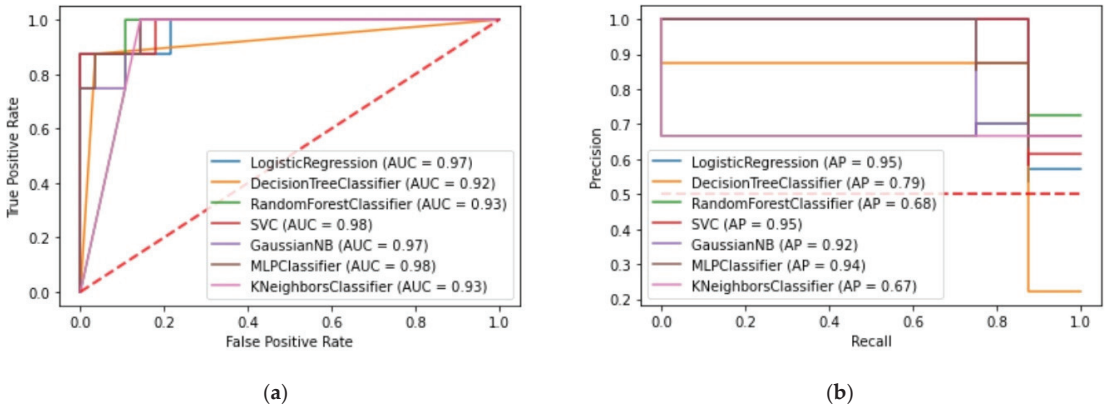 1.0
0.8
0.6
0.4
0.2
0.0
True Positive Rate
LogisticRegression (AUC = 0.97)
DecisionTreeClassifier (AUC = 0.92)
RandomForestClassifier (AUC = 0.93)
SVC (AUC = 0.98)
GaussianNB (AUC = 0.97)
MLPClassifier (AUC = 0.98)
KNeighborsClassifier (AUC = 0.93)
0.0 0.2 0.4 0.6 0.8 1.0
False Positive Rate
(a)
1.0
0.9
0.8
0.7
0.6
0.5
0.4
0.3
0.2
Precision
LogisticRegression (AP = 0.95)
DecisionTreeClassifier (AP = 0.79)
RandomForestClassifier (AP = 0.68)
SVC (AP = 0.95)
GaussianNB (AP = 0.92)
MLPClassifier (AP = 0.94)
KNeighborsClassifier (AP = 0.67)
0.0 0.2 0.4 0.6 0.8 1.0
Recall
(b)